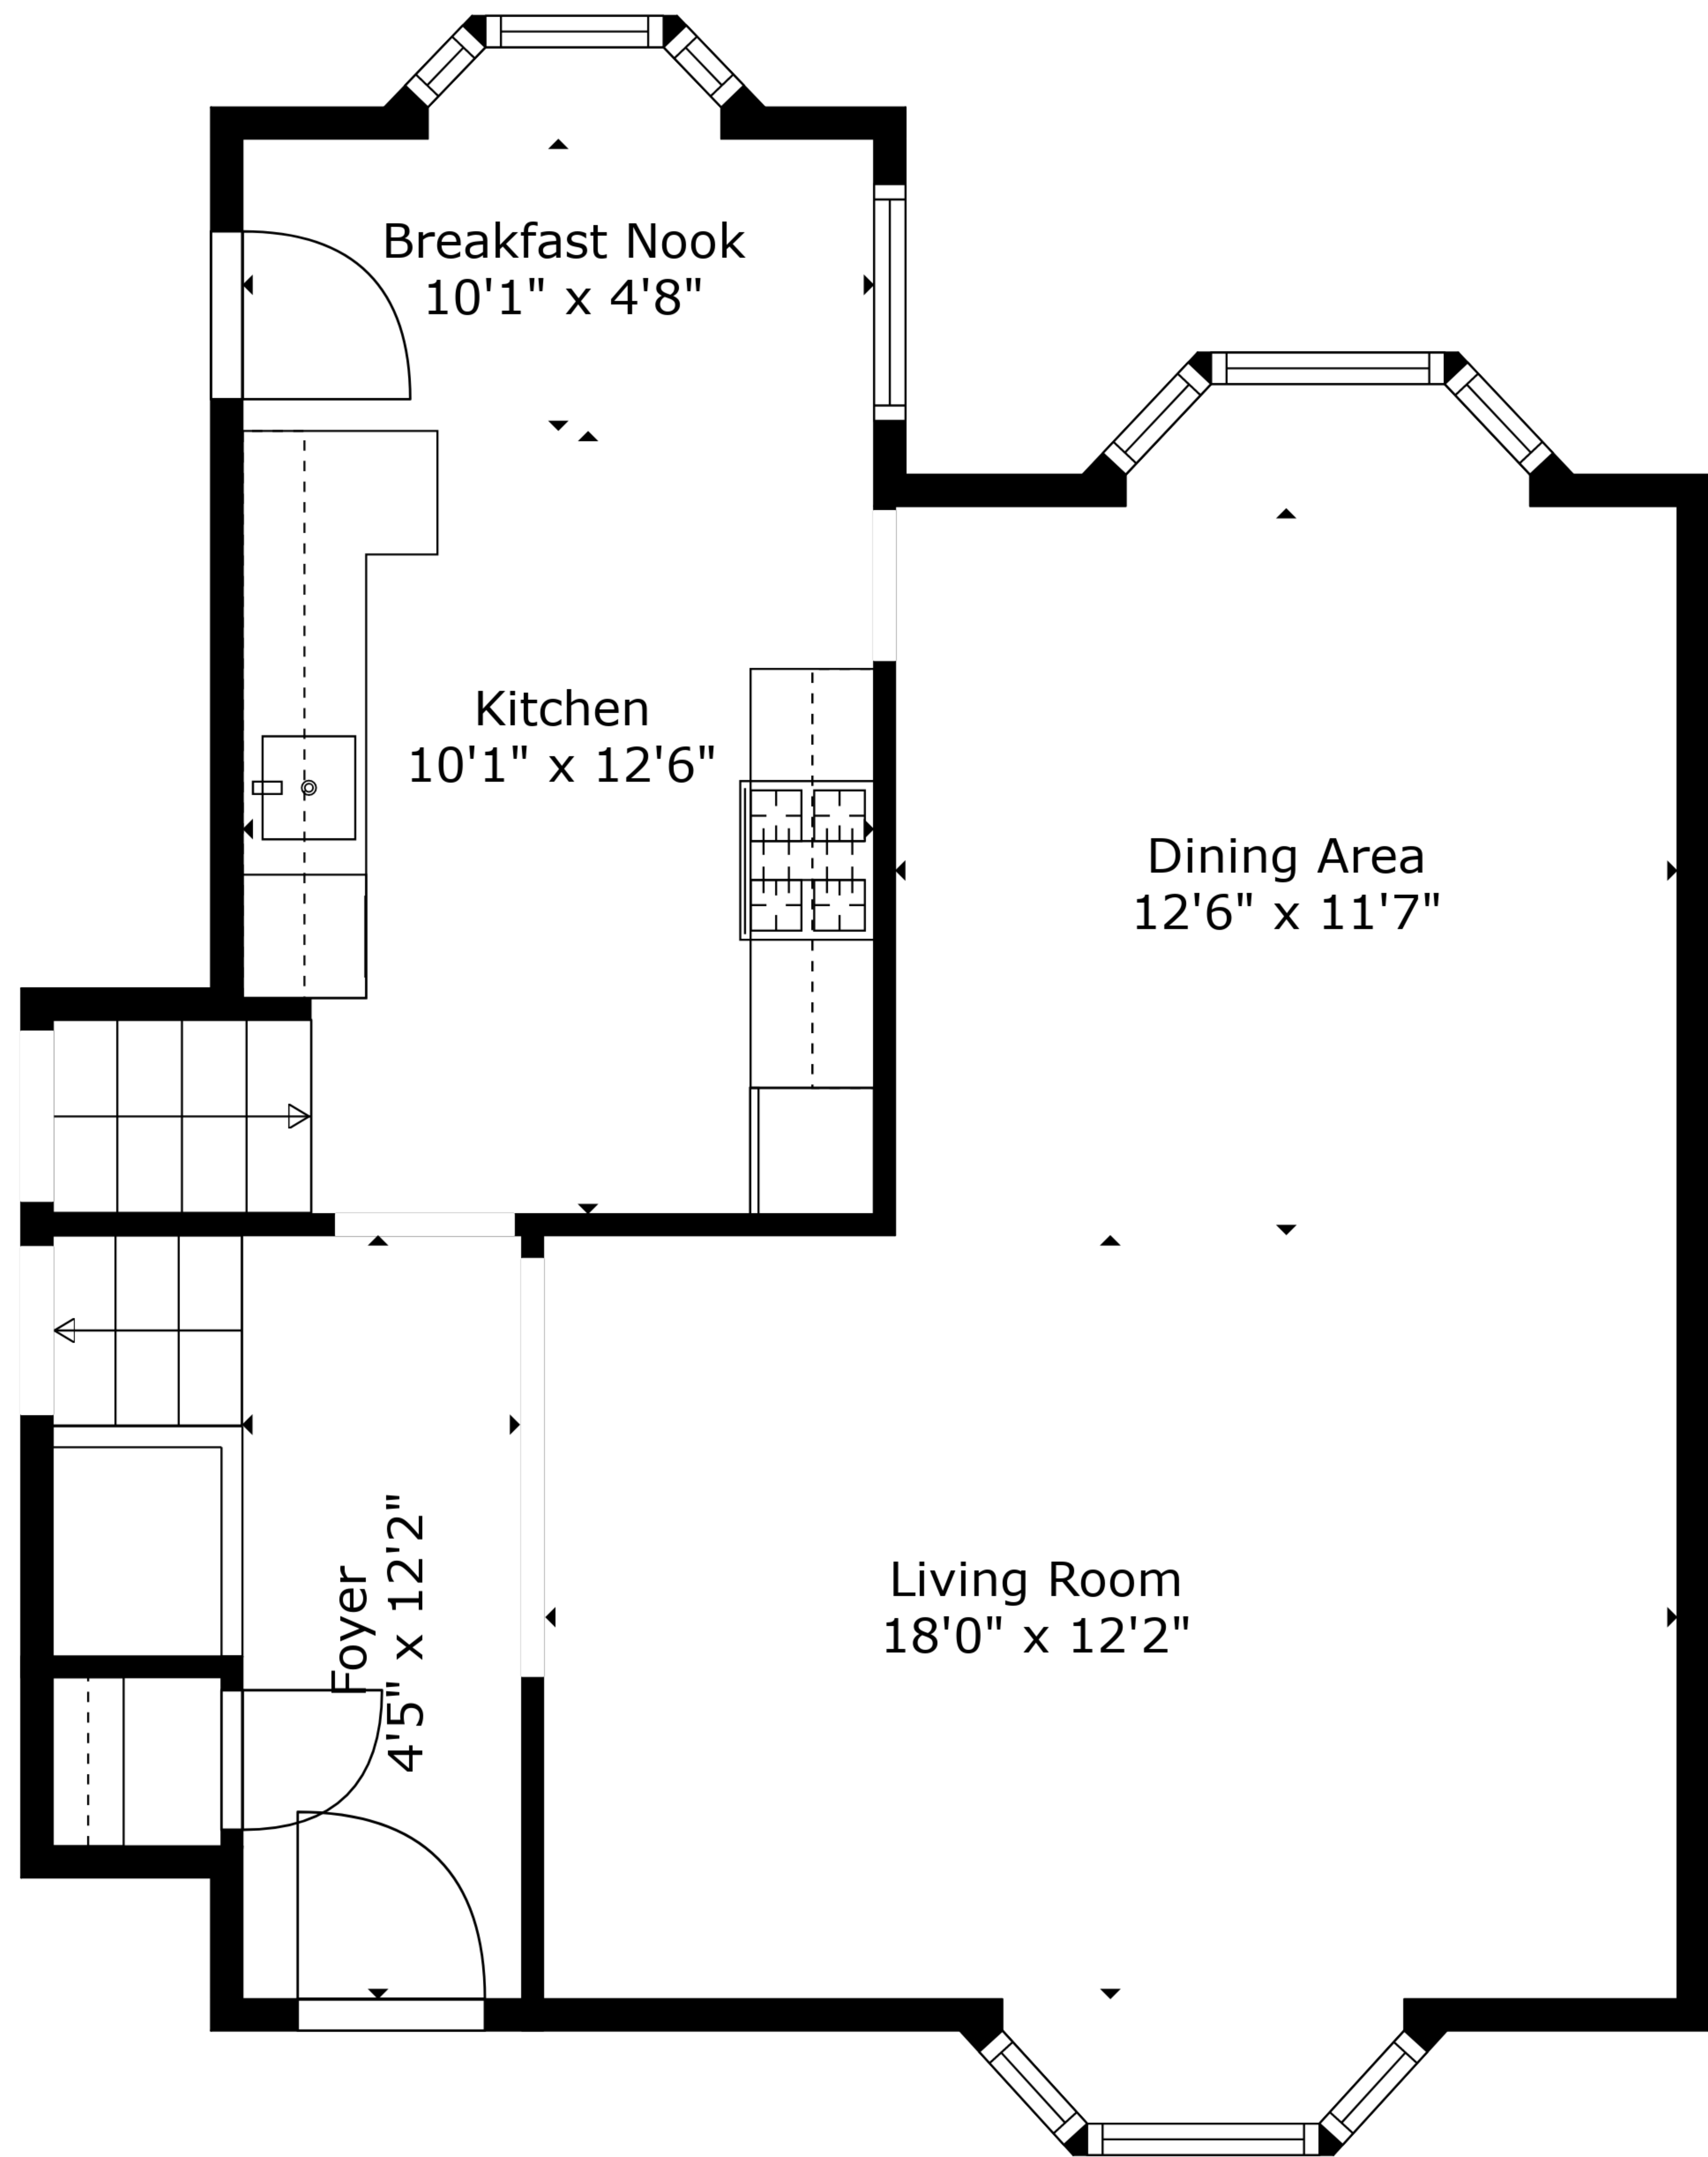 Breakfast Nook
10'1" x 4'8"
Kitchen
10'1" x 12'6"
Dining Area
12'6" x 11'7"
Living Room
18'0" x 12'2"
Foyer
4'5" x 12'2"